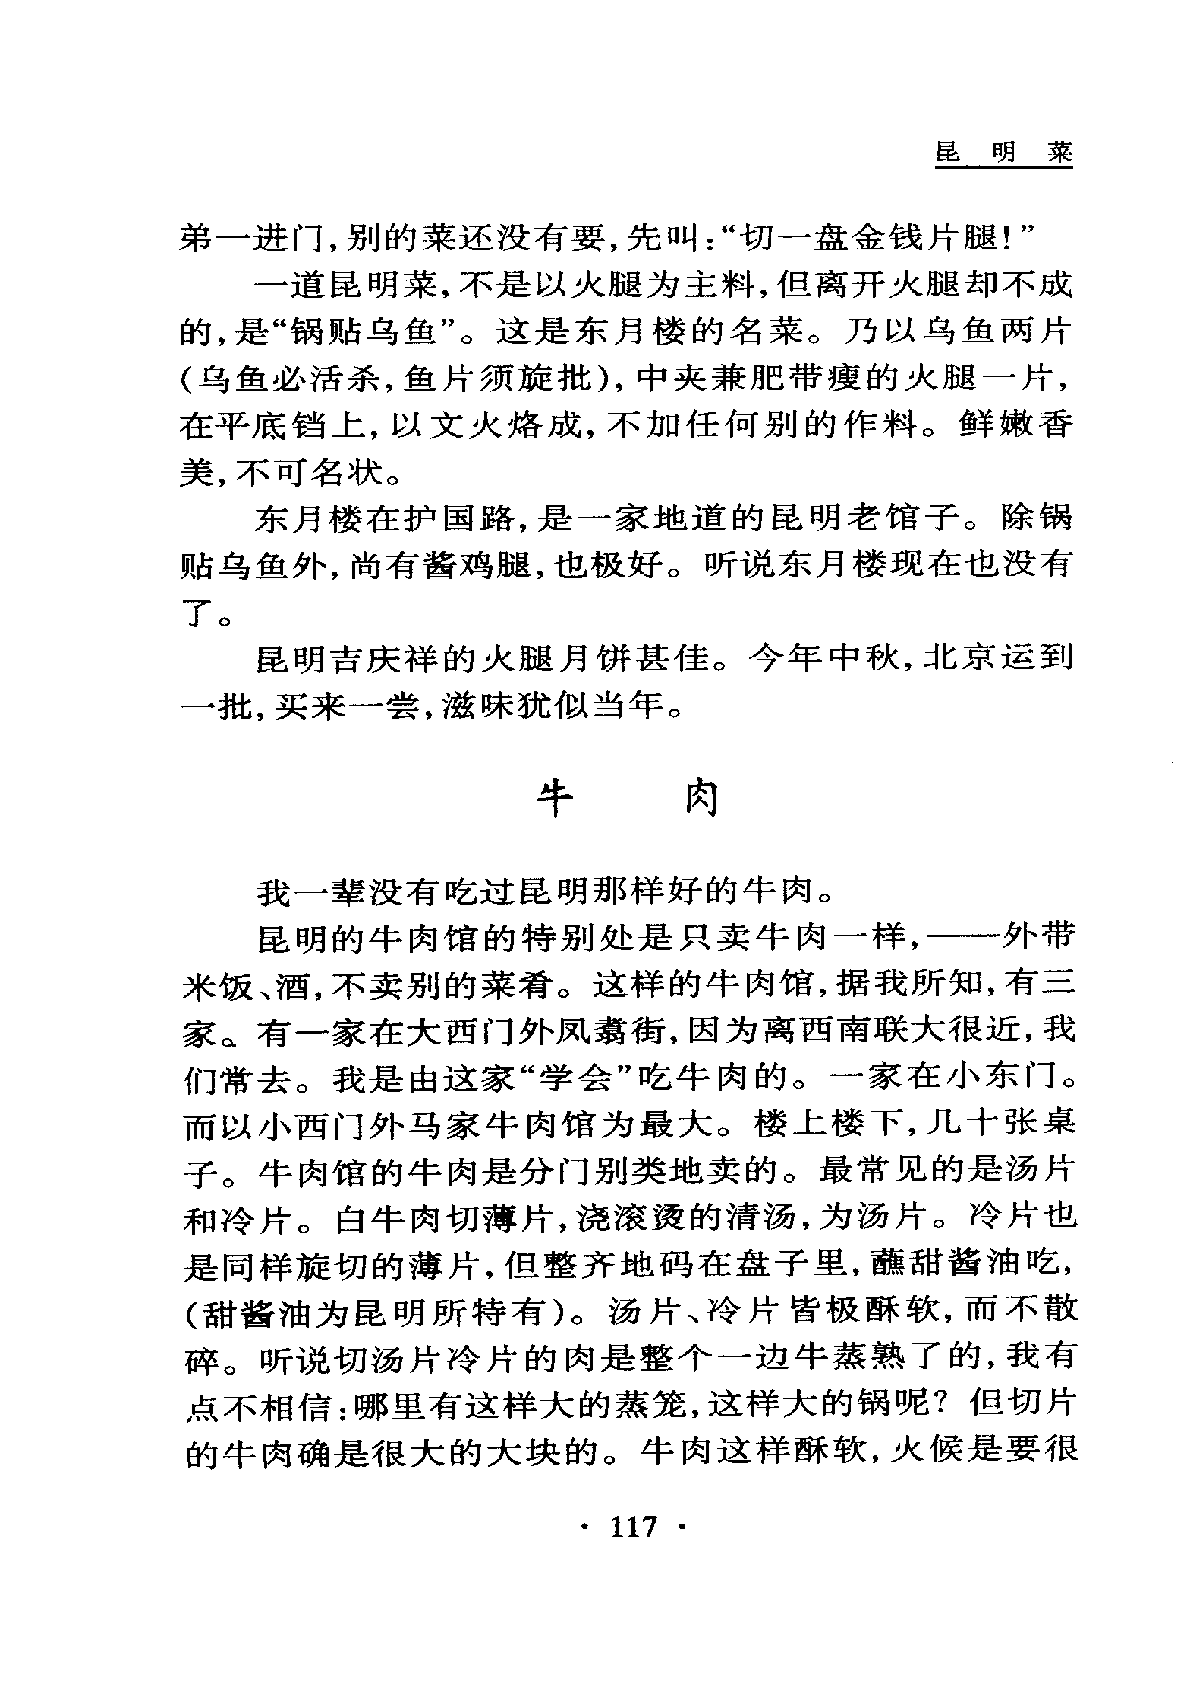 昆明菜
弟一进门,别的菜还没有要,先叫:“切一盘金钱片腿!”
一道昆明菜,不是以火腿为主料,但离开火腿却不成
的,是“锅贴乌鱼”。这是东月楼的名菜。乃以乌鱼两片
(乌鱼必活杀,鱼片须旋批),中夹兼肥带瘦的火腿一片,
在平底铛上,以文火烙成,不加任何别的作料。鲜嫩香
美,不可名状。
东月楼在护国路,是一家地道的昆明老馆子。除锅
贴乌鱼外,尚有酱鸡腿,也极好。听说东月楼现在也没有
了。
昆明吉庆祥的火腿月饼甚佳。今年中秋,北京运到
一批,买来一尝,滋味犹似当年。
牛肉
我一辈没有吃过昆明那样好的牛肉。
昆明的牛肉馆的特别处是只卖牛肉一样,——外带
米饭、酒,不卖别的菜肴。这样的牛肉馆,据我所知,有三
家。有一家在大西门外凤翥街,因为离西南联大很近,我
们常去。我是由这家“学会”吃牛肉的。一家在小东门。
而以小西门外马家牛肉馆为最大。楼上楼下,几十张桌
子。牛肉馆的牛肉是分门别类地卖的。最常见的是汤片
和冷片。白牛肉切薄片,浇滚烫的清汤,为汤片。冷片也
是同样旋切的薄片,但整齐地码在盘子里,蘸甜酱油吃,
(甜酱油为昆明所特有)。汤片、冷片皆极酥软,而不散
碎。听说切汤片冷片的肉是整个一边牛蒸熟了的,我有
点不相信:哪里有这样大的蒸笼,这样大的锅呢?但切片
的牛肉确是很大的大块的。牛肉这样酥软,火候是要很
· 117 ·